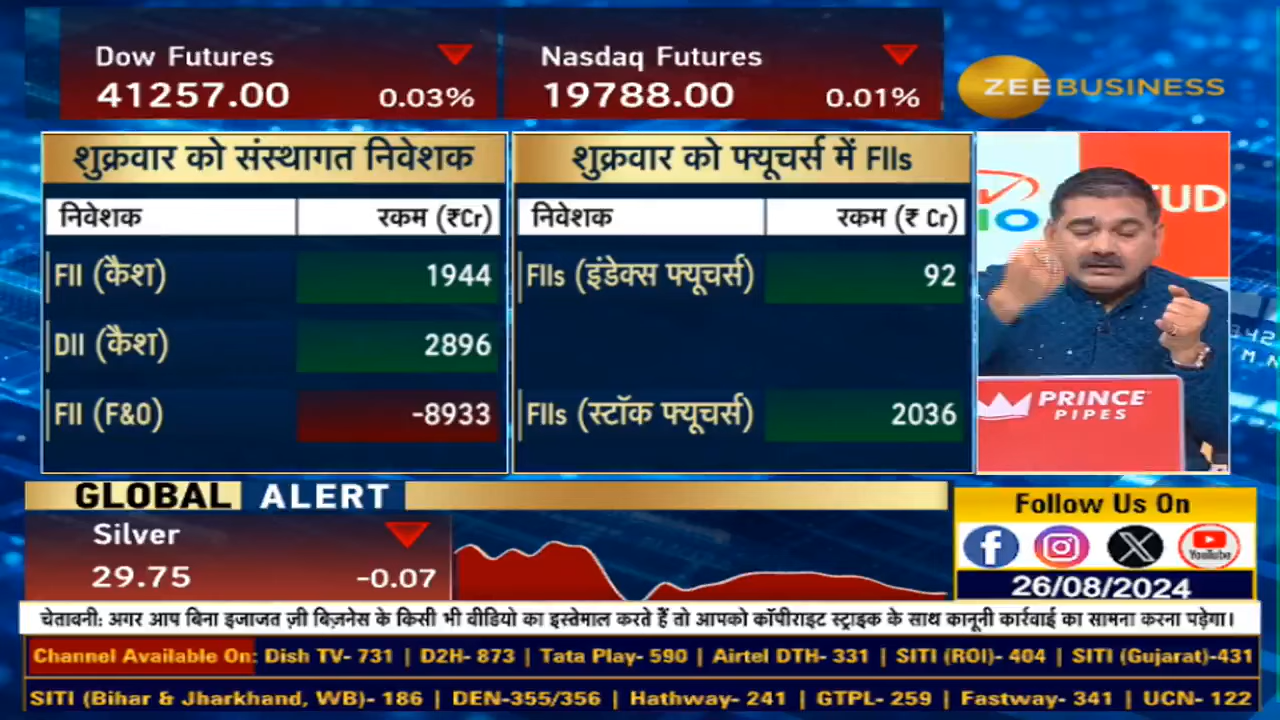 Dow Futures
41257.00 0.03%
Nasdaq Futures
19788.00 0.01%
ZEEBUSINESS
शुक्रवार को संस्थागत निवेशक
निवेशक रकम (₹Cr)
FII (कैश) 1944
DII (कैश) 2896
FII (F&O) -8933
शुक्रवार को फ्यूचर्स में FIIs
निवेशक रकम (₹ Cr)
FIIs (इंडेक्स फ्यूचर्स) 92
FIIs (स्टॉक फ्यूचर्स) 2036
PRINCE
PIPES
GLOBAL ALERT
Silver
29.75 -0.07
Follow Us On
YouTube
26/08/2024
चेतावनी: अगर आप बिना इजाजत ज़ी बिज़नेस के किसी भी वीडियो का इस्तेमाल करते हैं तो आपको कॉपीराइट स्ट्राइक के साथ कानूनी कार्रवाई का सामना करना पड़ेगा।
Channel Available On: Dish TV- 731 | D2H- 873 | Tata Play- 590 | Airtel DTH- 331 | SITI (ROI)- 404 | SITI (Gujarat)-431
SITI (Bihar & Jharkhand, WB)- 186 | DEN-355/356 | Hathway- 241 | GTPL- 259 | Fastway- 341 | UCN- 122